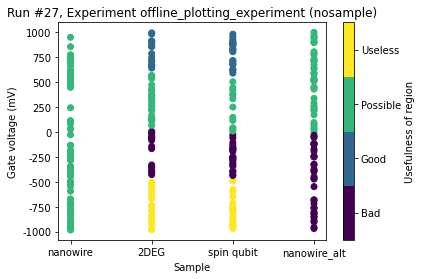 Run #27, Experiment offline_plotting_experiment (nosample)
1000
750
500
250
0
-250
-500
-750
-1000
Gate voltage (mV)
nanowire
2DEG
spin qubit
nanowire_alt
Sample
Useless
Possible
Good
Bad
Usefulness of region